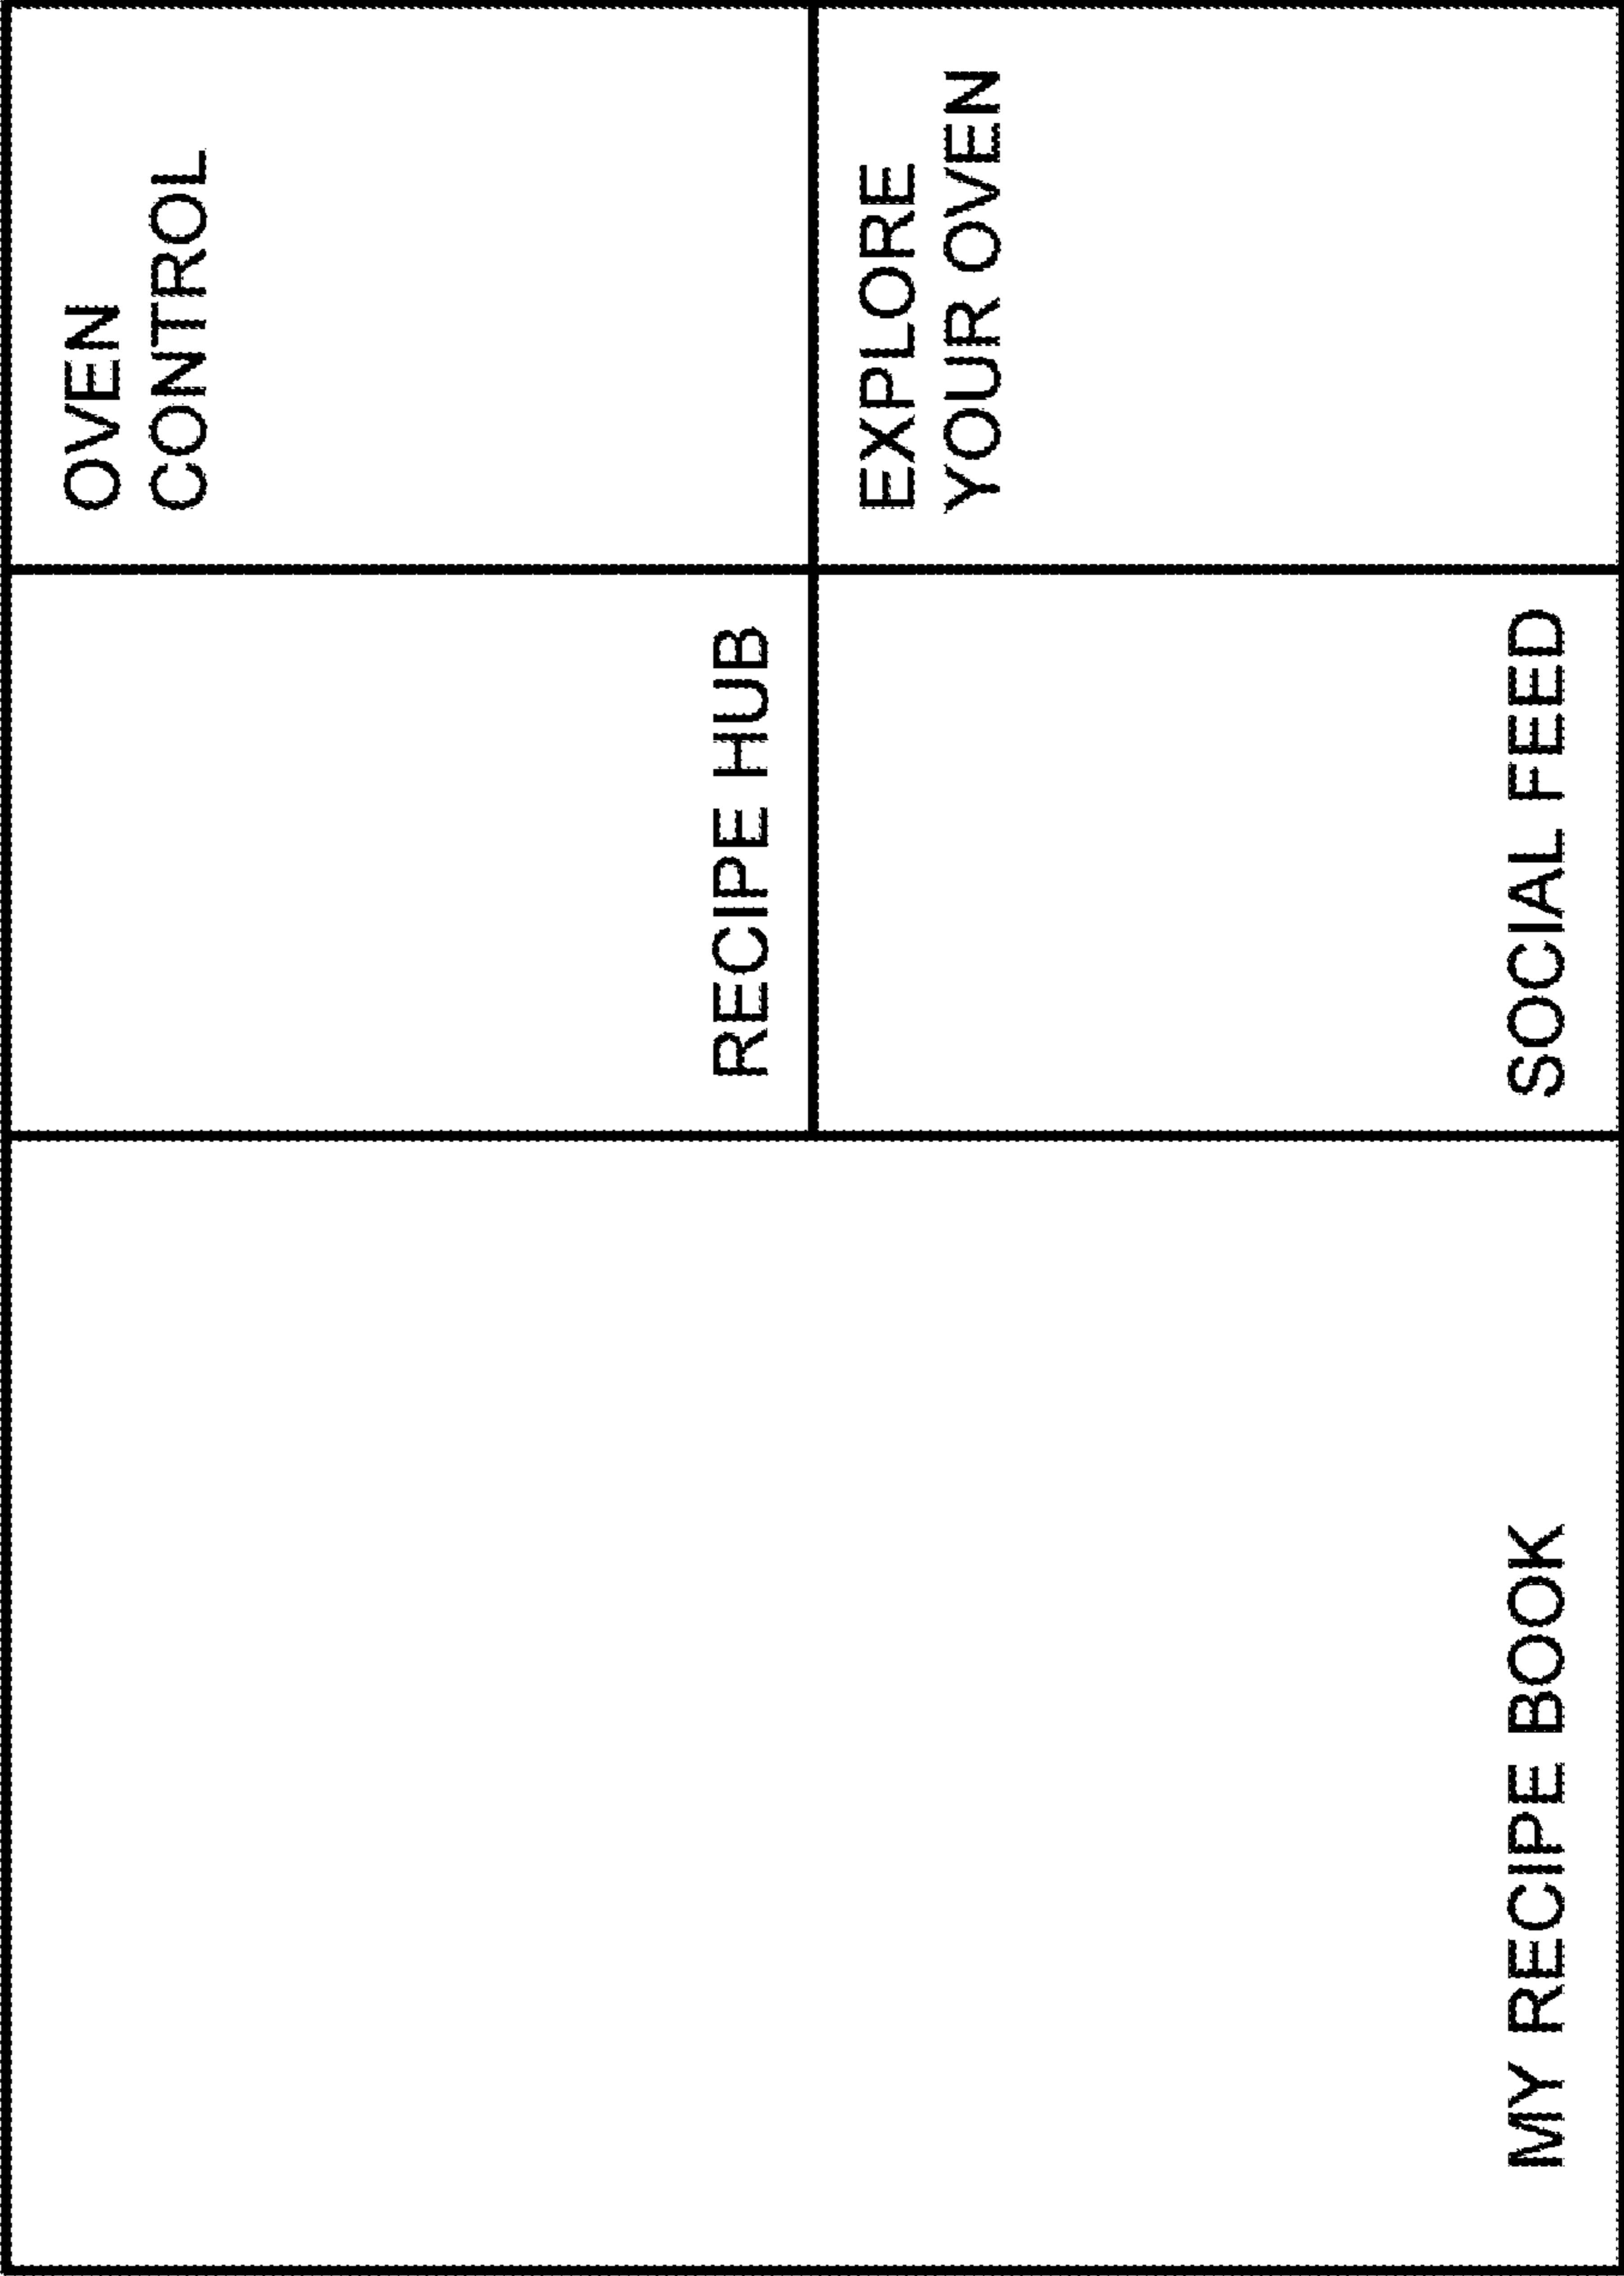 MY RECIPE BOOK
RECIPE HUB
OVEN
CONTROL
SOCIAL FEED
EXPLORE
YOUR OVEN